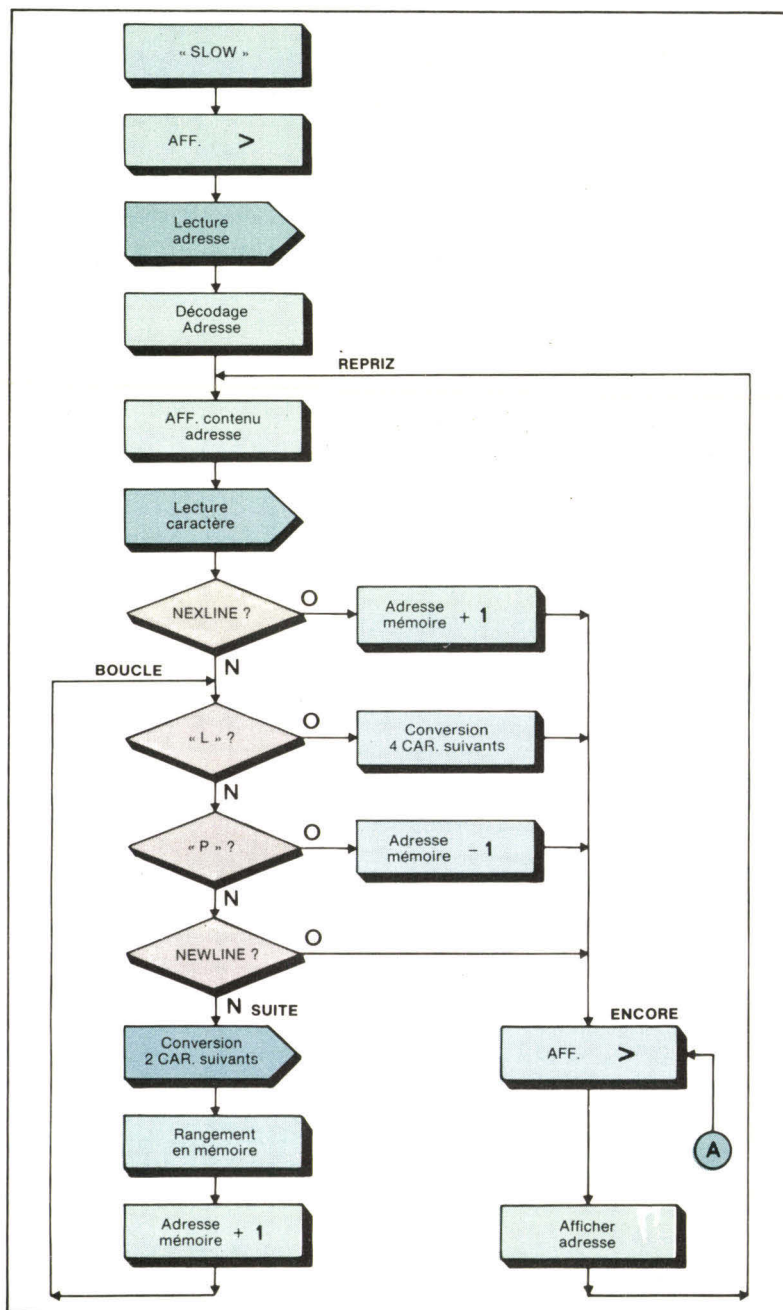 « SLOW »
AFF. >
Lecture
adresse
Décodage
Adresse
REPRIZ
AFF. contenu
adresse
Lecture
caractère
NEXLINE ?
O
Adresse
mémoire + 1
N
BOUCLE
« L » ?
O
Conversion
4 CAR. suivants
N
« P » ?
O
Adresse
mémoire - 1
N
NEWLINE ?
O
N
SUITE
ENCORE
Conversion
2 CAR. suivants
AFF. >
Rangement
en mémoire
A
Adresse
mémoire + 1
Afficher
adresse